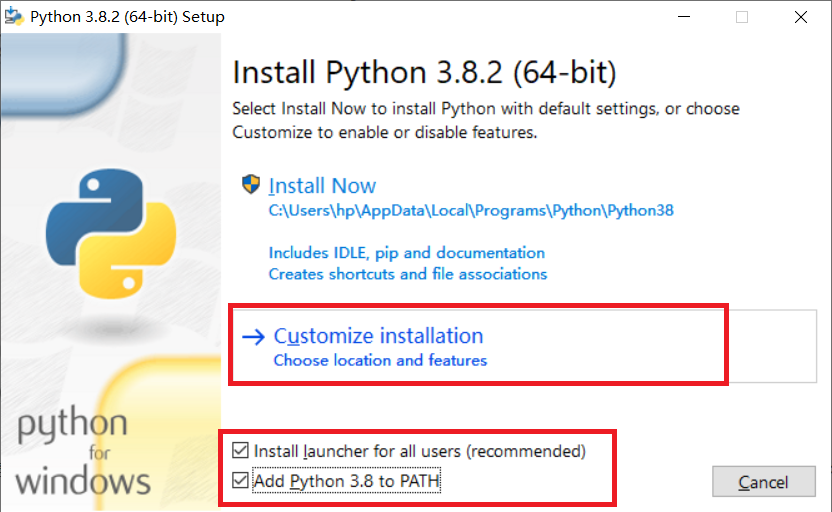 Python 3.8.2 (64-bit) Setup
Install Python 3.8.2 (64-bit)
Select Install Now to install Python with default settings, or choose
Customize to enable or disable features.
Install Now
C:\Users\hp\AppData\Local\Programs\Python\Python38
Includes IDLE, pip and documentation
Creates shortcuts and file associations
Customize installation
Choose location and features
python
for
windows
Install launcher for all users (recommended)
Add Python 3.8 to PATH
Cancel